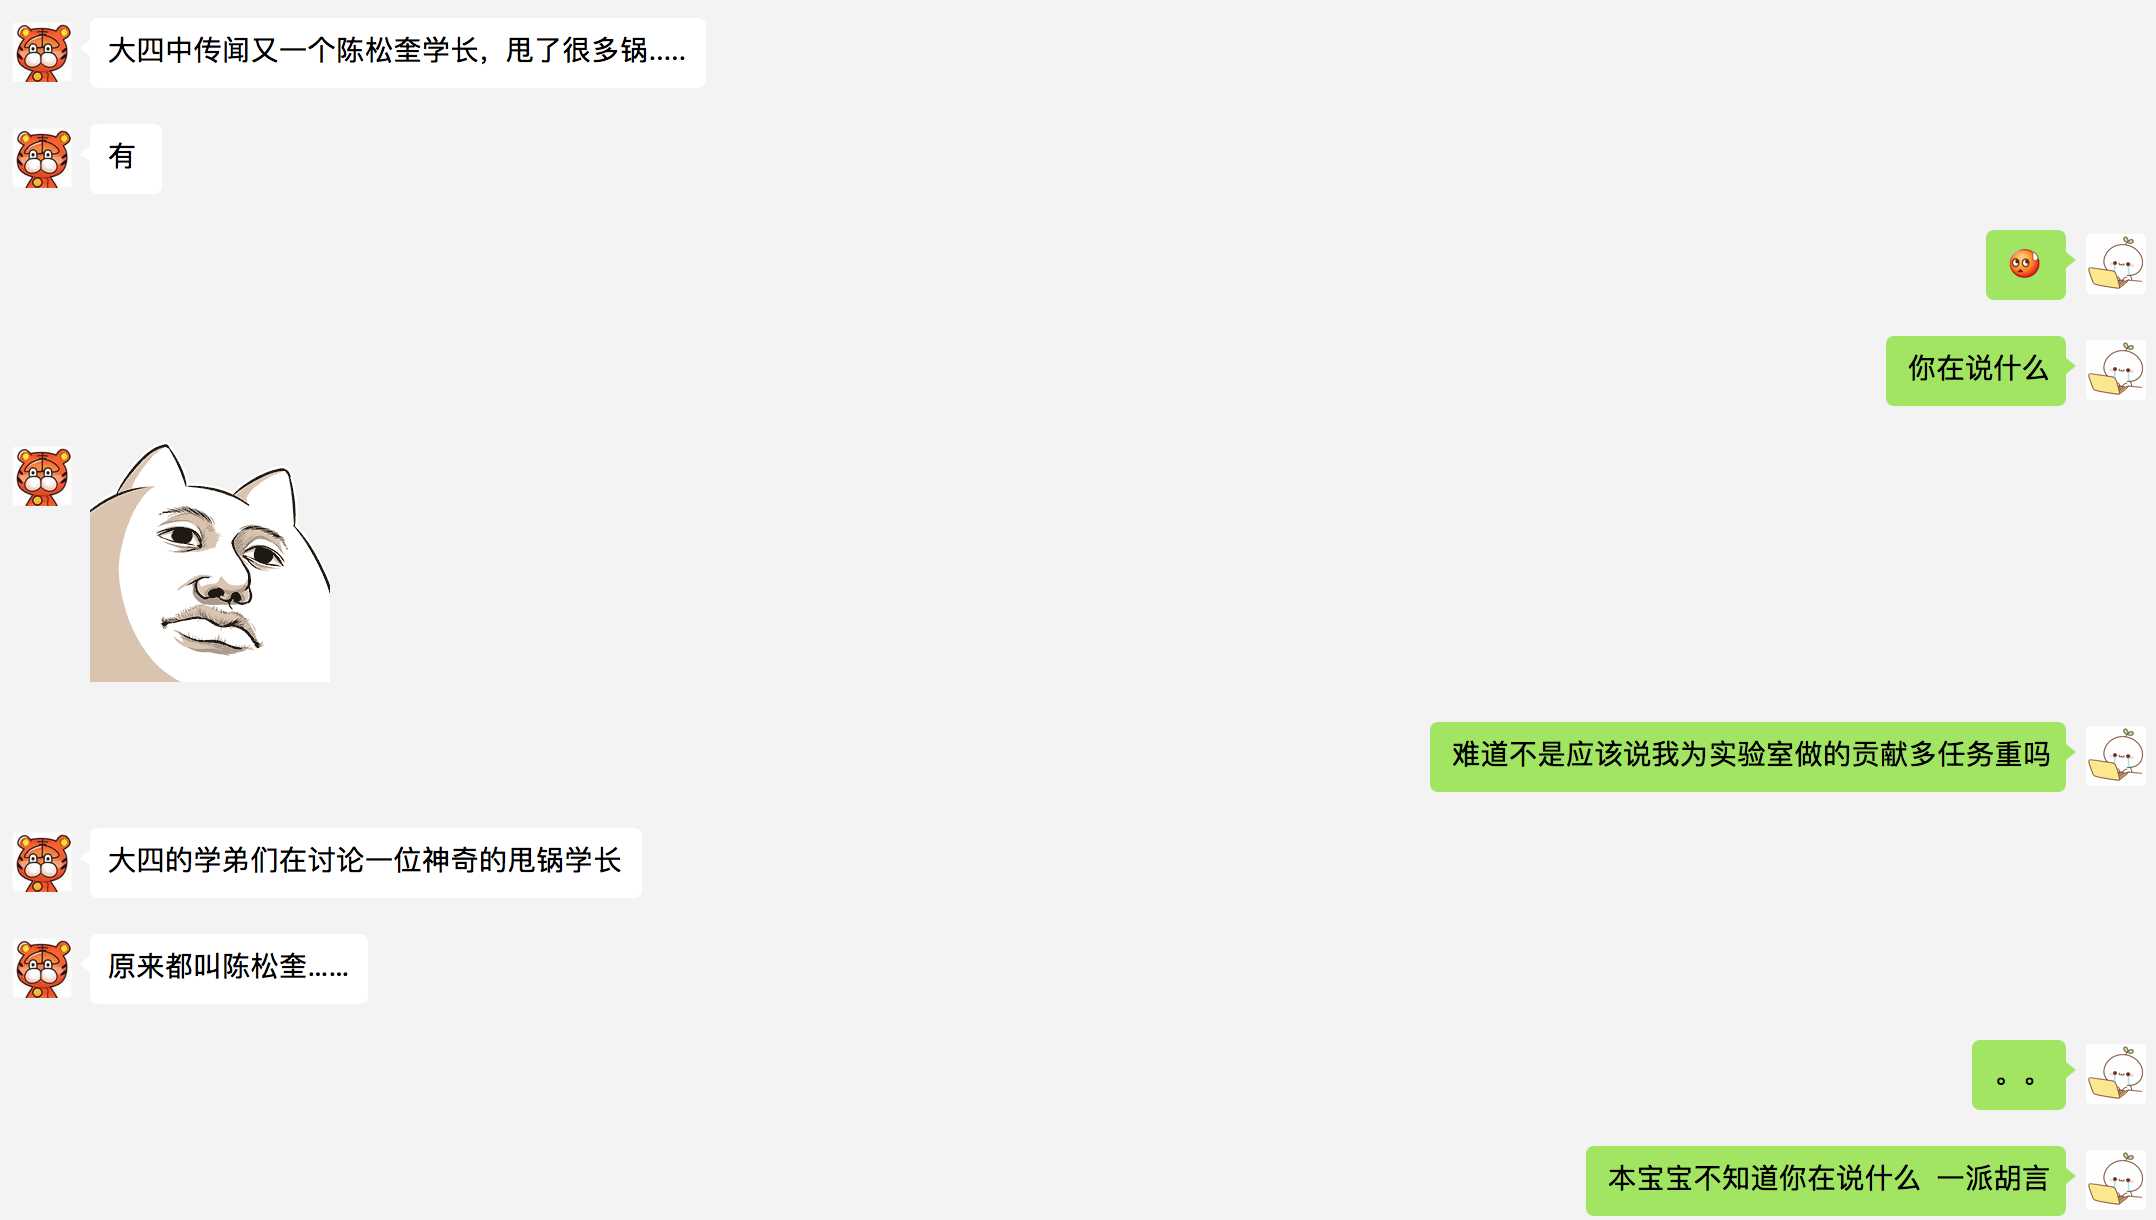 大四中传闻又一个陈松奎学长，甩了很多锅.....
有
你在说什么
难道不是应该说我为实验室做的贡献多任务重吗
大四的学弟们在讨论一位神奇的甩锅学长
原来都叫陈松奎......
。。
本宝宝不知道你在说什么 一派胡言